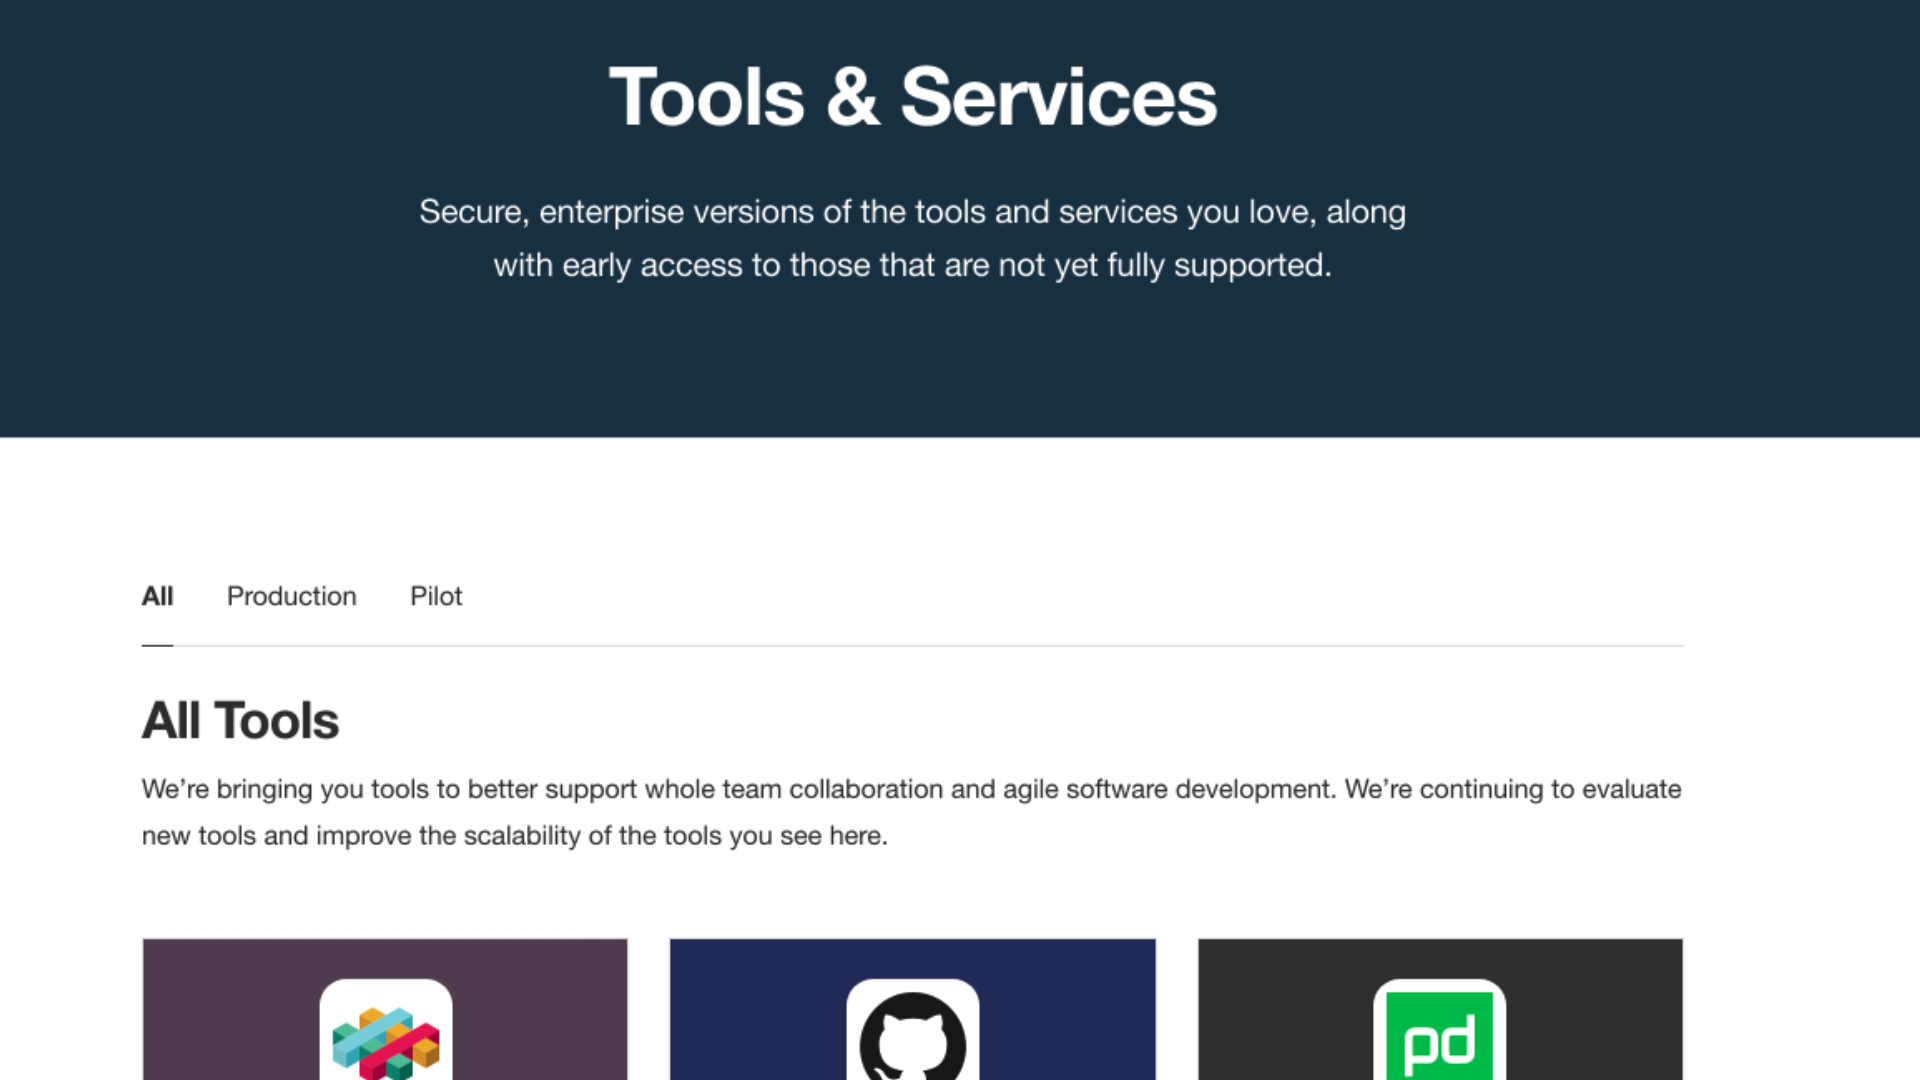 Tools & Services
Secure, enterprise versions of the tools and services you love, along
with early access to those that are not yet fully supported.
All Production Pilot
All Tools
We’re bringing you tools to better support whole team collaboration and agile software development. We’re continuing to evaluate
new tools and improve the scalability of the tools you see here.
pd